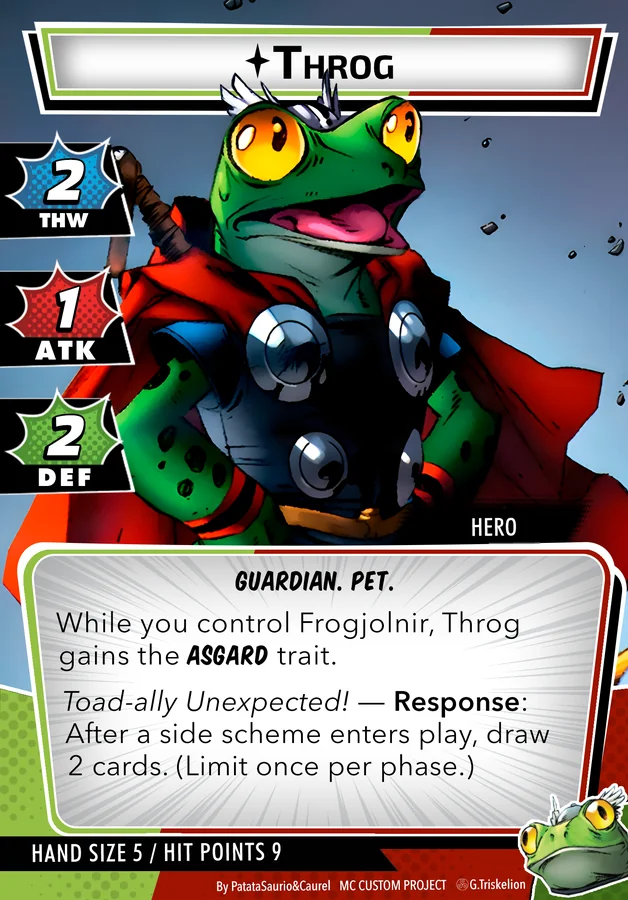 THROG
2
THW
1
ATK
2
DEF
HERO
GUARDIAN. PET.
While you control Frogjolnir, Throg
gains the ASGARD trait.
Toad-ally Unexpected! — Response:
After a side scheme enters play, draw
2 cards. (Limit once per phase.)
HAND SIZE 5 / HIT POINTS 9
By PatataSaurio&Caurel MC CUSTOM PROJECT G.Triskelion